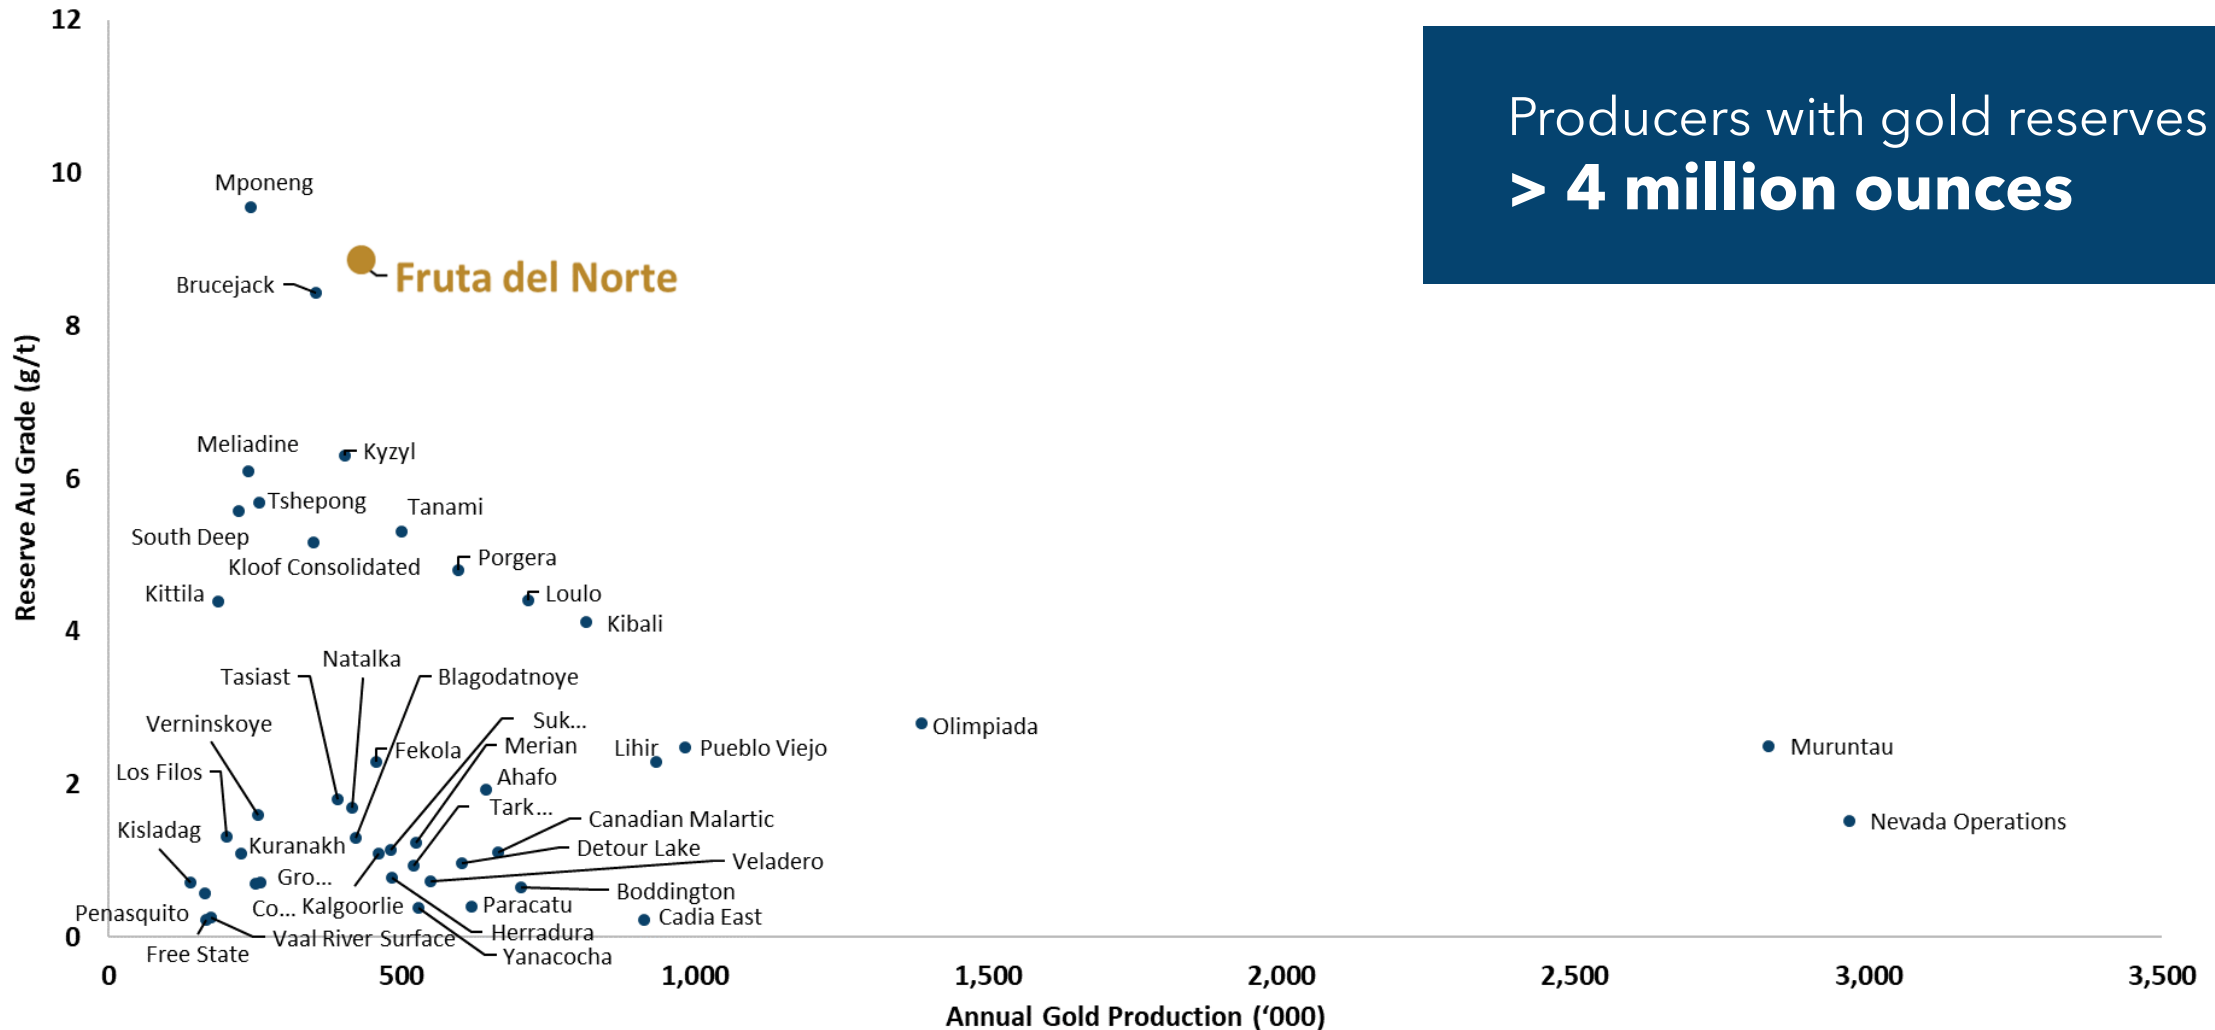 12
10
8
6
4
2
0
Reserve Au Grade (g/t)
Producers with gold reserves
> 4 million ounces
Mponeng
Fruta del Norte
Brucejack
Meliadine
Kyzyl
Tshepong
Tanami
South Deep
Kloof Consolidated
Porgera
Kittila
Loulo
Kibali
Natalka
Tasiast
Blagodatnoye
Verninskoye
Suk...
Olimpiada
Fekola
Merian
Lihir
Pueblo Viejo
Muruntau
Los Filos
Ahafo
Tark...
Canadian Malartic
Nevada Operations
Kisladag
Kuranakh
Detour Lake
Veladero
Gro...
Boddington
Co...
Kalgoorlie
Paracatu
Penasquito
Cadia East
Vaal River Surface
Herradura
Free State
Yanacocha
0
500
1,000
1,500
2,000
2,500
3,000
3,500
Annual Gold Production (‘000)